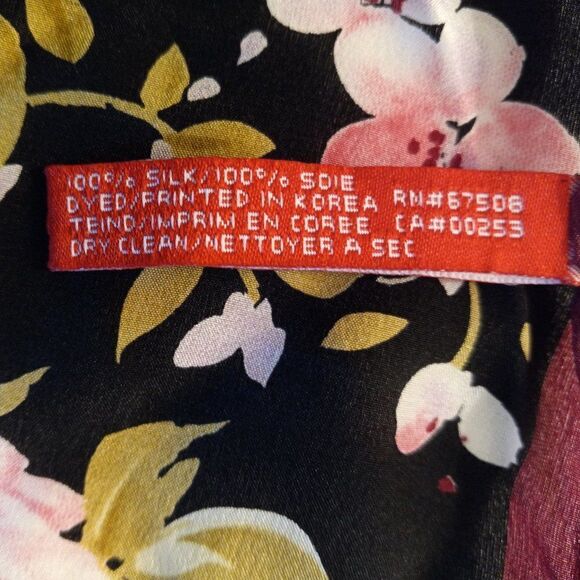 100% SILK/100% SOIE
DYED/PRINTED IN KOREA RN#67506
TEIND/IMPRIM EN COREE CA#00253
DRY CLEAN/NETTOYER A SEC